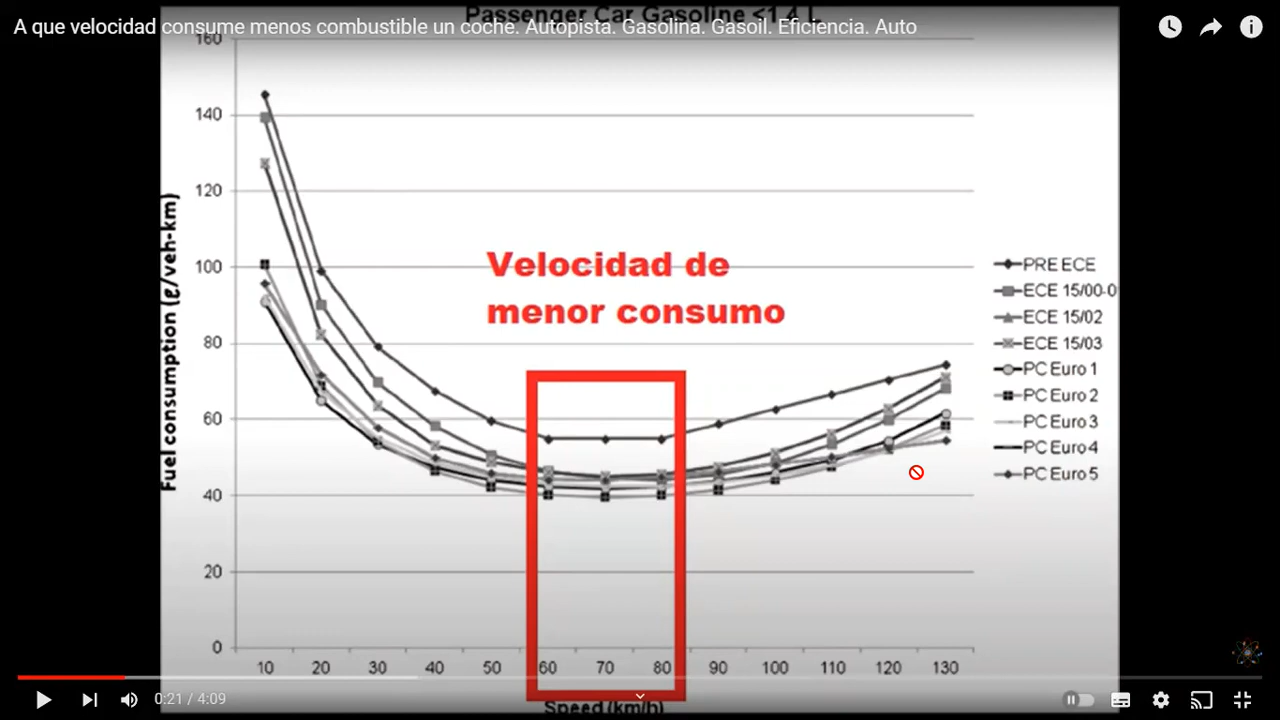 Passenger Car Gasoline <1.4 L
A que velocidad consume menos combustible un coche. Autopista. Gasolina. Gasoil. Eficiencia. Auto
160
140
120
100
80
60
40
20
0
Fuel consumption (g/veh-km)
Velocidad de
menor consumo
PRE ECE
ECE 15/00-0
ECE 15/02
ECE 15/03
PC Euro 1
PC Euro 2
PC Euro 3
PC Euro 4
PC Euro 5
10 20 30 40 50 60 70 80 90 100 110 120 130
Speed (km/h)
0:21 / 4:09